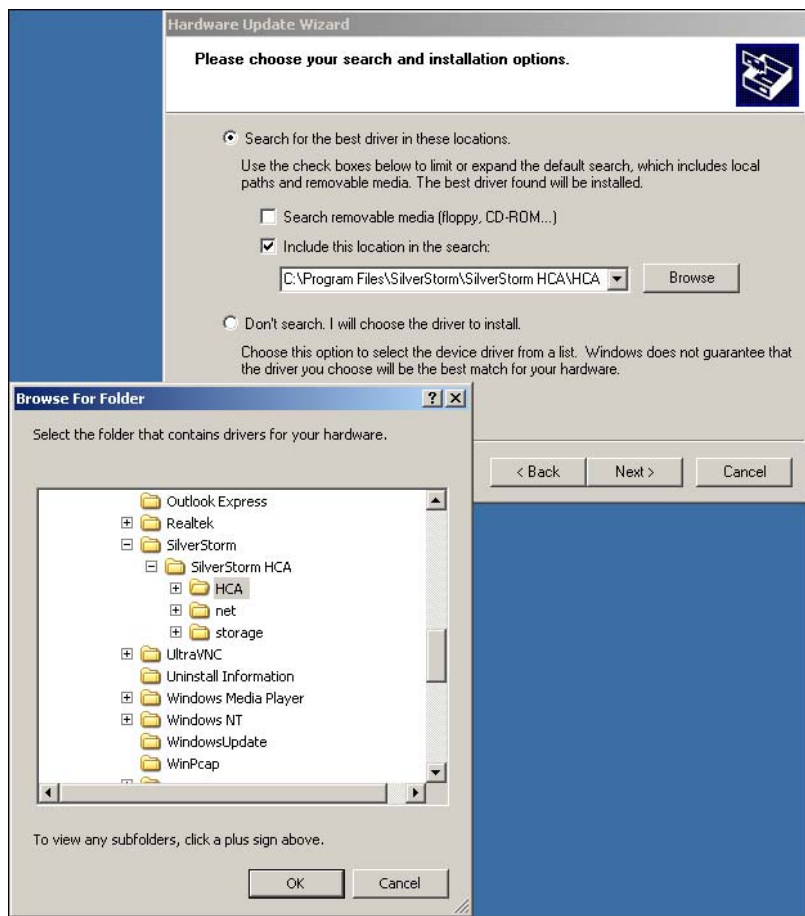 Hardware Update Wizard
Please choose your search and installation options.
Search for the best driver in these locations.
Use the check boxes below to limit or expand the default search, which includes local
paths and removable media. The best driver found will be installed.
Search removable media (floppy, CD-ROM...)
Include this location in the search:
C:\Program Files\SilverStorm\SilverStorm HCA\HCA
Browse
Don't search. I will choose the driver to install.
Choose this option to select the device driver from a list. Windows does not guarantee that
the driver you choose will be the best match for your hardware.
< Back
Next >
Cancel
Browse For Folder
Select the folder that contains drivers for your hardware.
Outlook Express
Realtek
SilverStorm
SilverStorm HCA
HCA
net
storage
UltraVNC
Uninstall Information
Windows Media Player
Windows NT
WindowsUpdate
WinPcap
To view any subfolders, click a plus sign above.
OK
Cancel